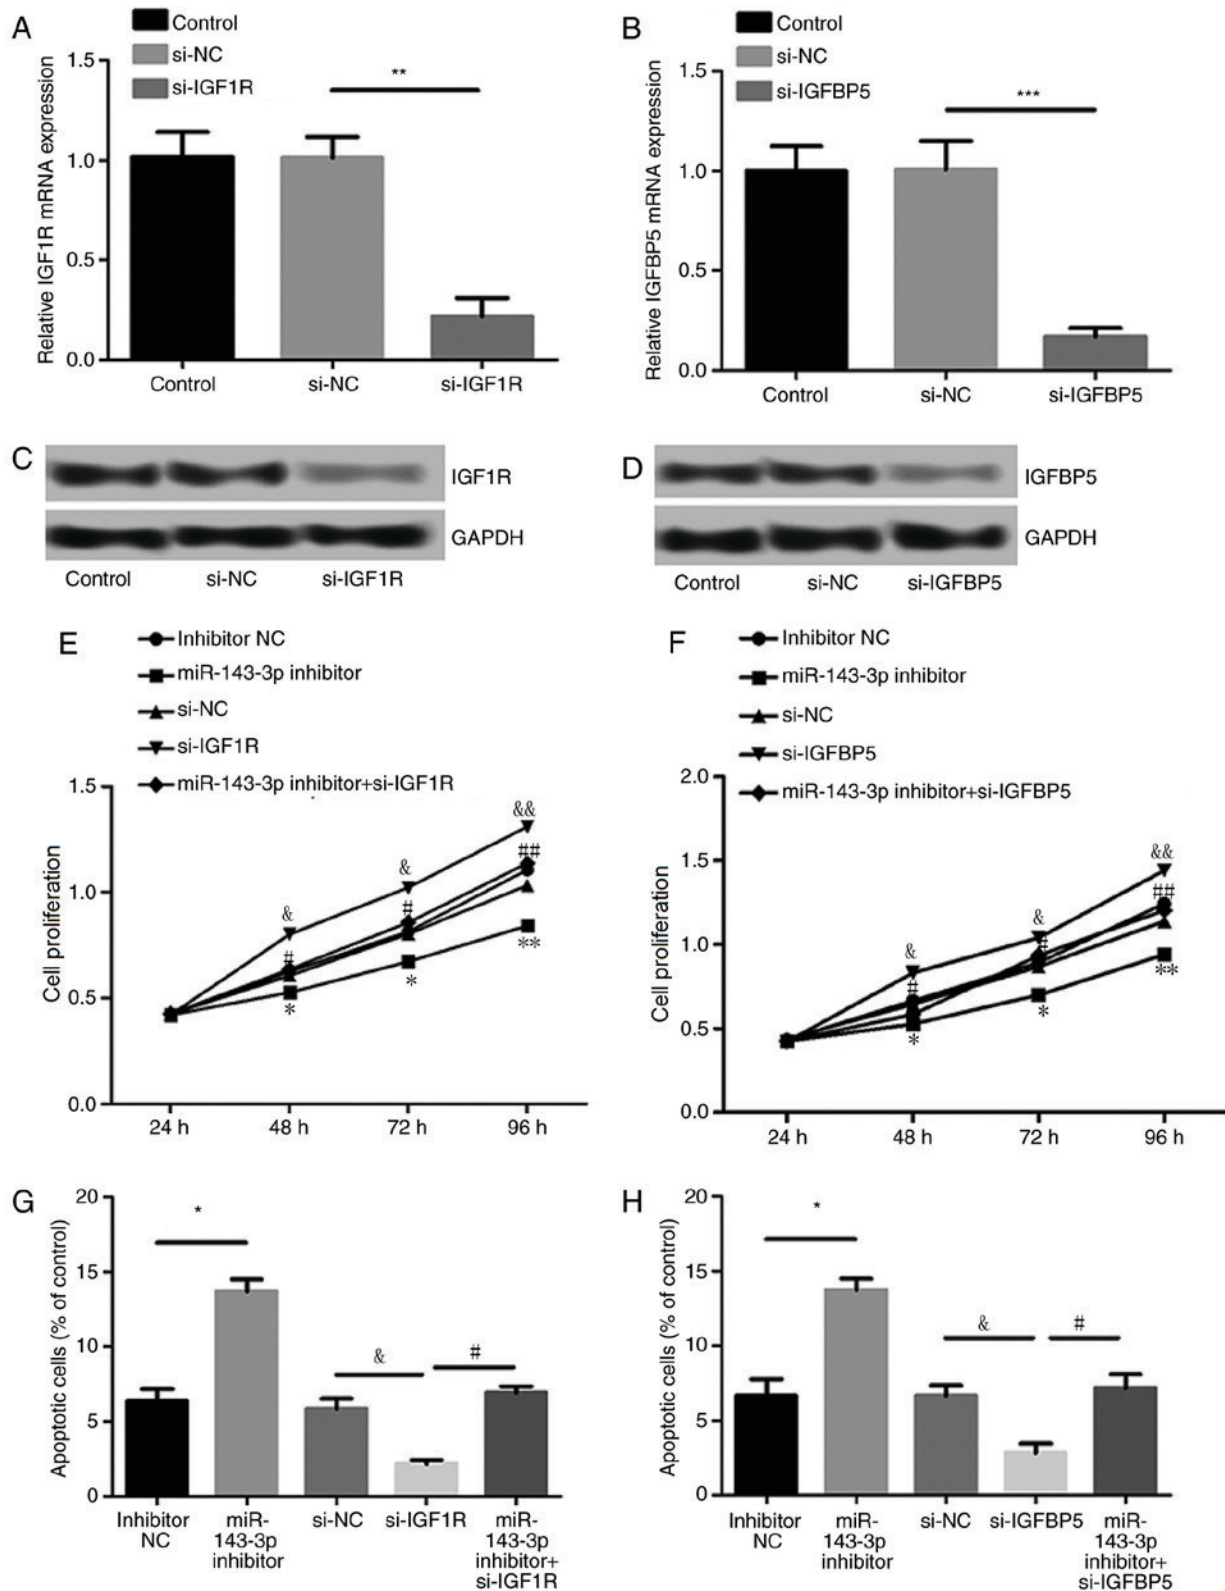 A
Control
si-NC
si-IGF1R
1.5
1.0
0.5
0.0
Relative IGF1R mRNA expression
**
Control
si-NC
si-IGF1R
B
Control
si-NC
si-IGFBP5
1.5
1.0
0.5
0.0
Relative IGFBP5 mRNA expression
***
Control
si-NC
si-IGFBP5
C
IGF1R
GAPDH
Control
si-NC
si-IGF1R
D
IGFBP5
GAPDH
Control
si-NC
si-IGFBP5
E
Inhibitor NC
miR-143-3p inhibitor
si-NC
si-IGF1R
miR-143-3p inhibitor+si-IGF1R
1.5
1.0
0.5
0.0
Cell proliferation
&
#
*
&
#
*
&&
##
**
24 h
48 h
72 h
96 h
F
Inhibitor NC
miR-143-3p inhibitor
si-NC
si-IGFBP5
miR-143-3p inhibitor+si-IGFBP5
2.0
1.5
1.0
0.5
0.0
Cell proliferation
&
#
*
&
#
*
&&
##
**
24 h
48 h
72 h
96 h
G
20
15
10
5
0
Apoptotic cells (% of control)
*
&
#
Inhibitor
NC
miR-
143-3p
inhibitor
si-NC
si-IGF1R
miR-
143-3p
inhibitor+
si-IGF1R
H
20
15
10
5
0
Apoptotic cells (% of control)
*
&
#
Inhibitor
NC
miR-
143-3p
inhibitor
si-NC
si-IGFBP5
miR-
143-3p
inhibitor+
si-IGFBP5